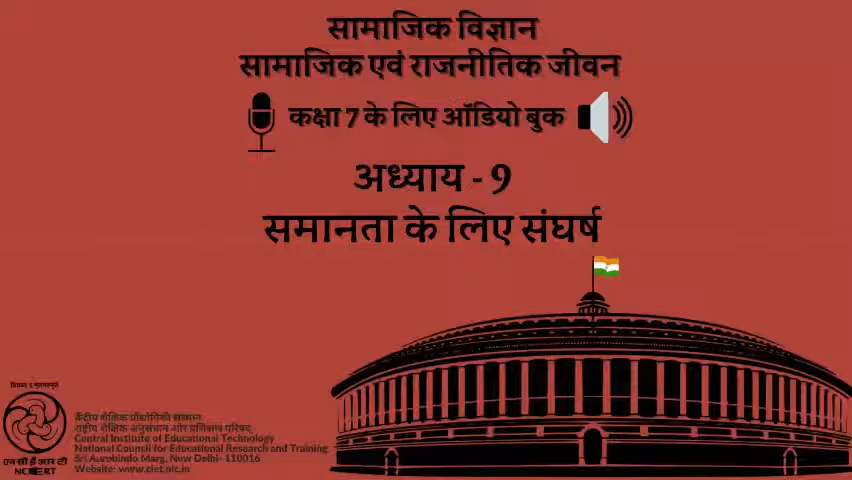 सामाजिक विज्ञान
सामाजिक एवं राजनीतिक जीवन
कक्षा 7 के लिए ऑडियो बुक
अध्याय - 9
समानता के लिए संघर्ष
केंद्रीय शैक्षिक प्रौद्योगिकी संस्थान
राष्ट्रीय शैक्षिक अनुसंधान और प्रशिक्षण परिषद
Central Institute of Educational Technology
National Council for Educational Research and Training
Sri Aurobindo Marg, New Delhi- 110016
Website: www.ciet.nic.in
एन सी ई आर टी
NCERT